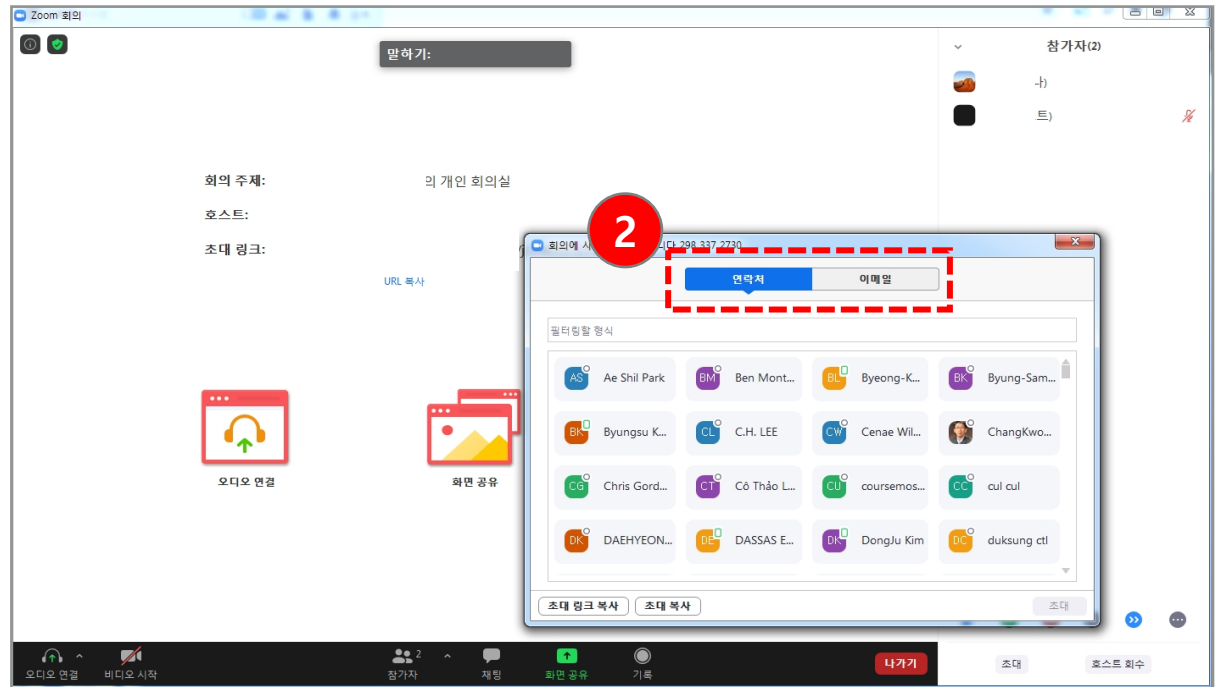 Zoom 회의
말하기:
참가자(2)
트)
회의 주제:
의 개인 회의실
호스트:
초대 링크:
URL 복사
오디오 연결
화면 공유
2
회의에 298 337 2730
연락처
이메일
필터링할 형식
AS Ae Shil Park
BM Ben Mont...
BL Byeong-K...
BK Byung-Sam...
BK Byungsu K...
CL C.H. LEE
CW Cenae Wil...
ChangKwo...
CG Chris Gord...
CT Cô Thảo L...
CU coursemos...
CC cul cul
DK DAEHYEON...
DE DASSAS E...
DK DongJu Kim
DC duksung ctl
초대 링크 복사
초대 복사
초대
오디오 연결
비디오 시작
2
참가자
채팅
화면 공유
기록
나가기
초대
호스트 회수